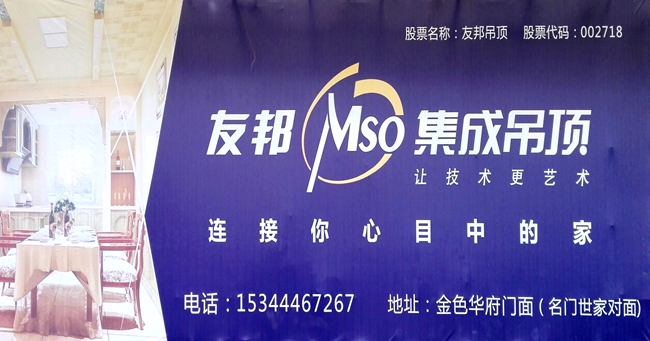 股票名称：友邦吊顶 股票代码：002718
友邦 MSO 集成吊顶
让技术更艺术
连接你心目中的家
电话：15344467267 地址：金色华府门面（名门世家对面）